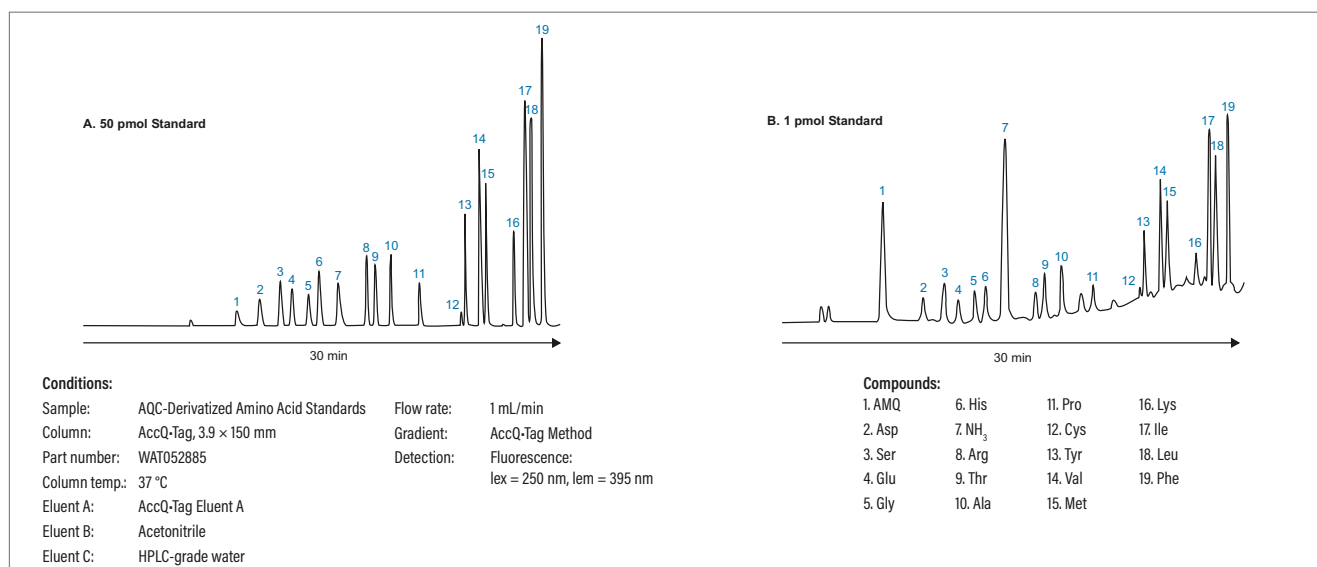 A. 50 pmol Standard
1
2
3
4
5
6
7
8
9
10
11
12
13
14
15
16
17
18
19
30 min
B. 1 pmol Standard
1
2
3
4
5
6
7
8
9
10
11
12
13
14
15
16
17
18
19
30 min
Conditions:
Sample: AQC-Derivatized Amino Acid Standards
Column: AccQ•Tag, 3.9 × 150 mm
Part number: WAT052885
Column temp.: 37 °C
Eluent A: AccQ•Tag Eluent A
Eluent B: Acetonitrile
Eluent C: HPLC-grade water
Flow rate: 1 mL/min
Gradient: AccQ•Tag Method
Detection: Fluorescence:
lex = 250 nm, lem = 395 nm
Compounds:
1. AMQ
2. Asp
3. Ser
4. Glu
5. Gly
6. His
7. NH₃
8. Arg
9. Thr
10. Ala
11. Pro
12. Cys
13. Tyr
14. Val
15. Met
16. Lys
17. Ile
18. Leu
19. Phe